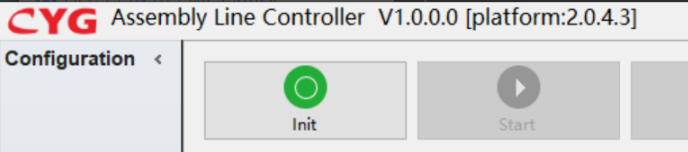 CYG Assembly Line Controller V1.0.0.0 [platform:2.0.4.3]
Configuration <
Init
Start